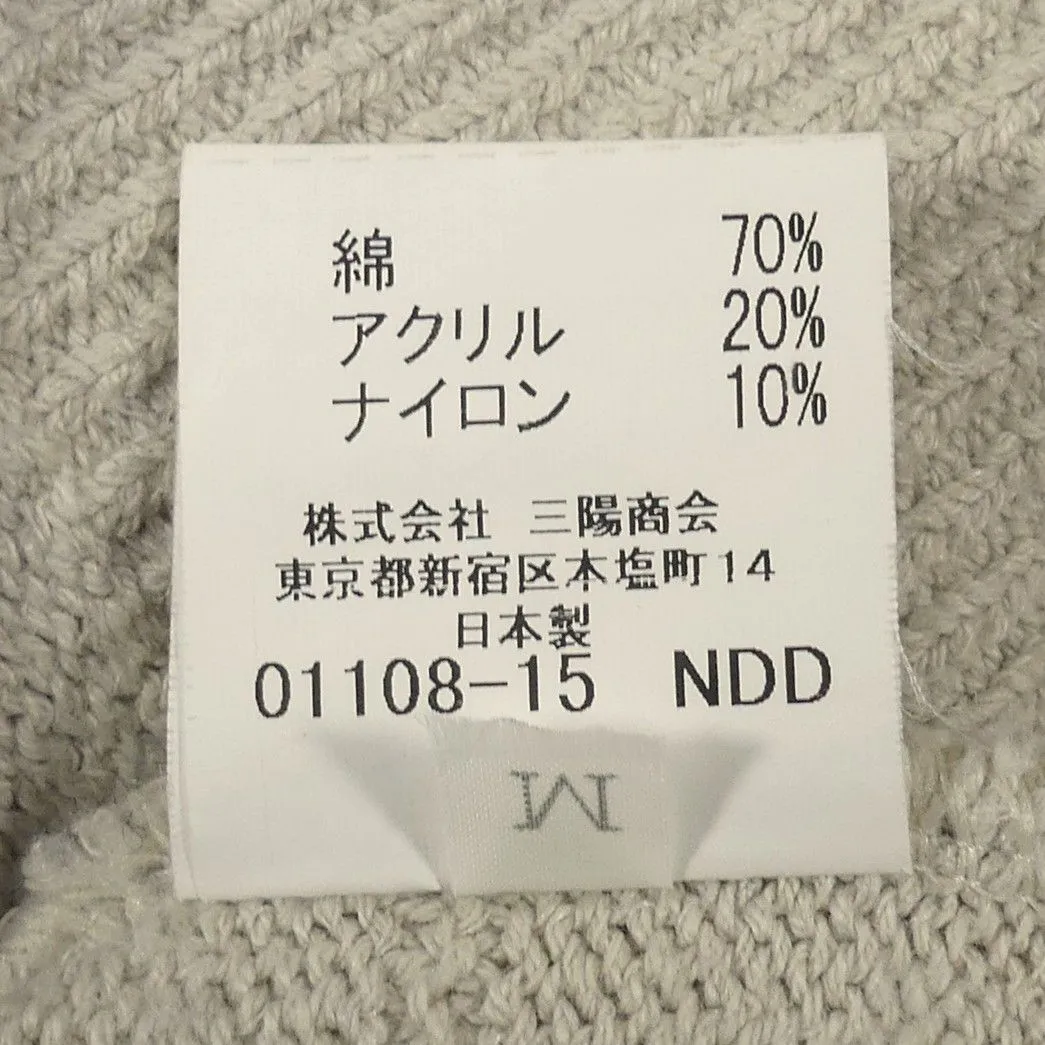 綿 70%
アクリル 20%
ナイロン 10%
株式会社 三陽商会
東京都新宿区本塩町14
日本製
01108-15 NDD
M